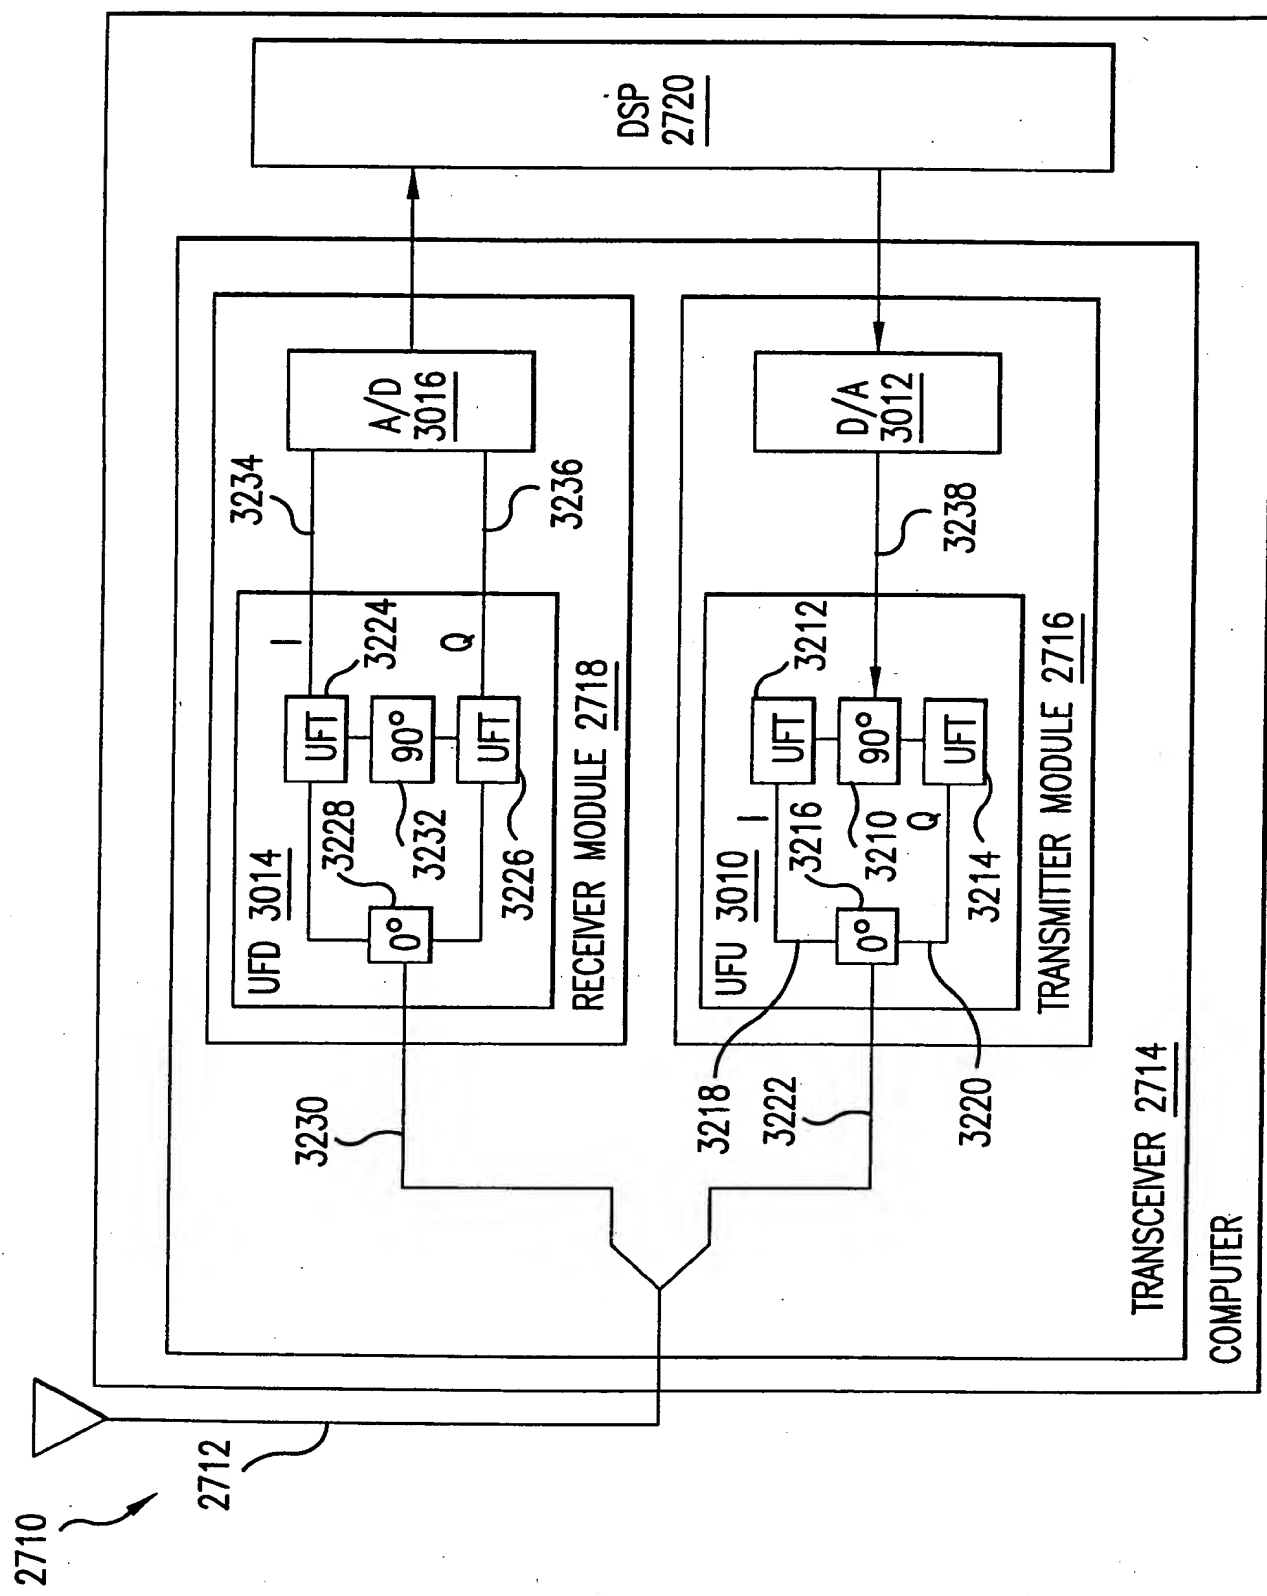 2710
2712
COMPUTER
TRANSCEIVER 2714
DSP
2720
RECEIVER MODULE 2718
UFD 3014
3230
0°
3228
UFT
3224
90°
3232
UFT
3226
I
Q
3234
3236
A/D
3016
TRANSMITTER MODULE 2716
UFU 3010
3222
3218
3220
0°
3216
I
Q
UFT
3212
90°
3210
UFT
3214
3238
D/A
3012